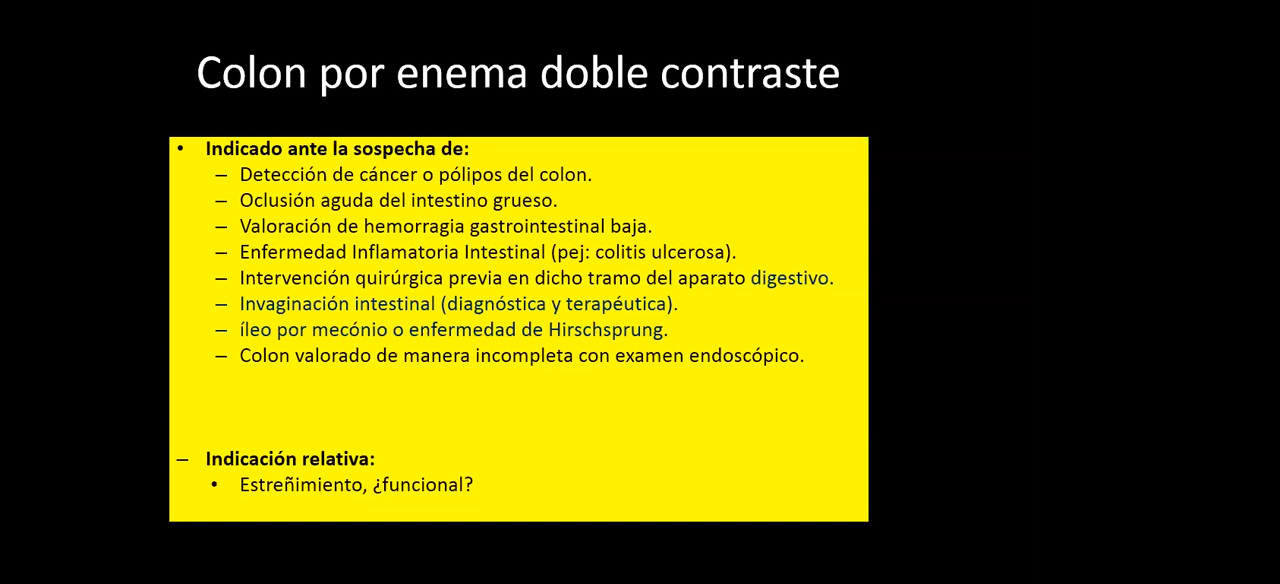 Colon por enema doble contraste
• Indicado ante la sospecha de:
– Detección de cáncer o pólipos del colon.
– Oclusión aguda del intestino grueso.
– Valoración de hemorragia gastrointestinal baja.
– Enfermedad Inflamatoria Intestinal (pej: colitis ulcerosa).
– Intervención quirúrgica previa en dicho tramo del aparato digestivo.
– Invaginación intestinal (diagnóstica y terapéutica).
– íleo por mecónio o enfermedad de Hirschsprung.
– Colon valorado de manera incompleta con examen endoscópico.
– Indicación relativa:
• Estreñimiento, ¿funcional?